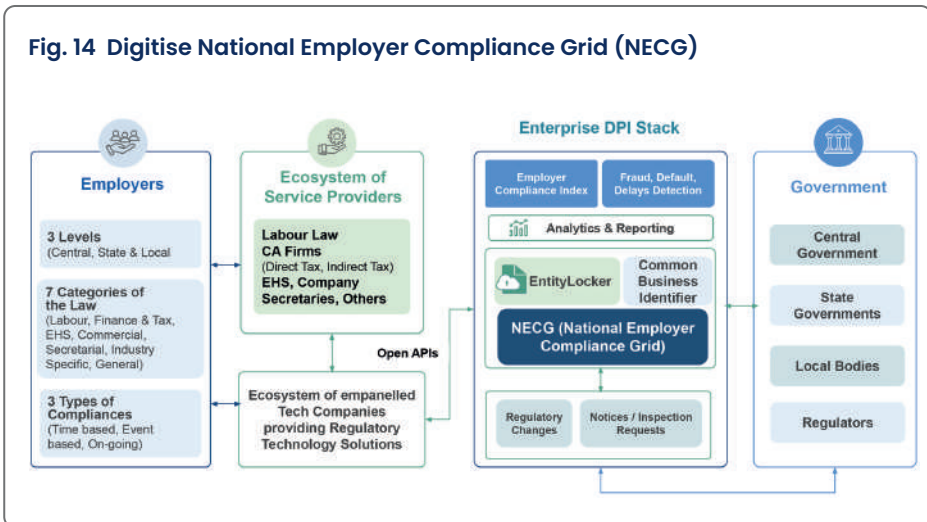 Fig. 14 Digitise National Employer Compliance Grid (NECG)
Employers
3 Levels
(Central, State & Local
7 Categories of
the Law
(Labour, Finance & Tax,
EHS, Commercial,
Secretarial, Industry
Specific, General)
3 Types of
Compliances
(Time based, Event
based, On-going)
Ecosystem of
Service Providers
Labour Law
CA Firms
(Direct Tax, Indirect Tax)
EHS, Company
Secretaries, Others
Open APIs
Ecosystem of empanelled
Tech Companies
providing Regulatory
Technology Solutions
Enterprise DPI Stack
Employer
Compliance Index
Fraud, Default,
Delays Detection
Analytics & Reporting
EntityLocker
Common
Business
Identifier
NECG (National Employer
Compliance Grid)
Regulatory
Changes
Notices / Inspection
Requests
Government
Central
Government
State
Governments
Local Bodies
Regulators